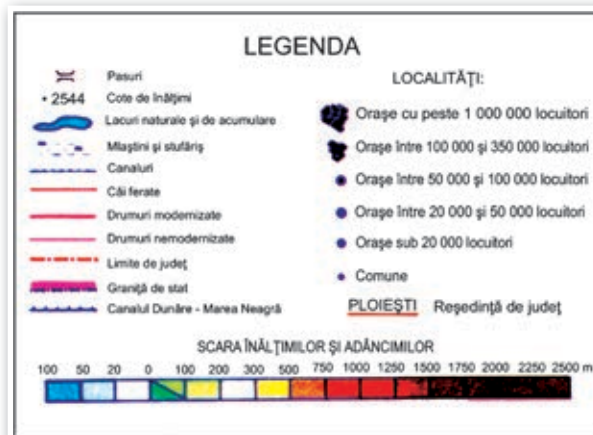 LEGENDA
Pasuri
• 2544 Cote de înălțimi
Lacuri naturale și de acumulare
Mlaștini și stufăriș
Canaluri
Căi ferate
Drumuri modernizate
Drumuri nemodernizate
Limite de județ
Graniță de stat
Canalul Dunăre - Marea Neagră
LOCALITĂȚI:
Orașe cu peste 1 000 000 locuitori
Orașe între 100 000 și 350 000 locuitori
Orașe între 50 000 și 100 000 locuitori
Orașe între 20 000 și 50 000 locuitori
Orașe sub 20 000 locuitori
Comune
PLOIEȘTI Reședință de județ
SCARA ÎNĂLȚIMILOR ȘI ADÂNCIMILOR
100 50 20 0 100 200 300 500 750 1000 1250 1500 1750 2000 2250 2500 m